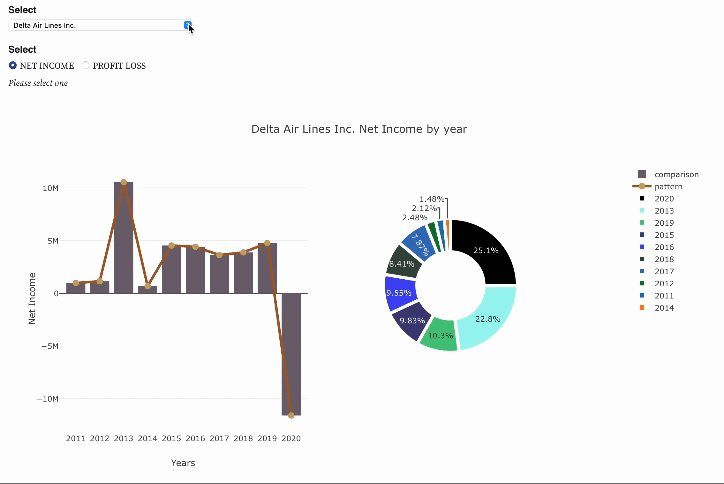 Select
Delta Air Lines Inc.
Select
NET INCOME PROFIT LOSS
Please select one
Delta Air Lines Inc. Net Income by year
10M
5M
0
−5M
−10M
Net Income
2011 2012 2013 2014 2015 2016 2017 2018 2019 2020
Years
1.48%
2.12%
2.48%
7.87%
8.41%
9.55%
9.83%
10.3%
22.8%
25.1%
comparison
pattern
2020
2013
2019
2015
2016
2018
2017
2012
2011
2014